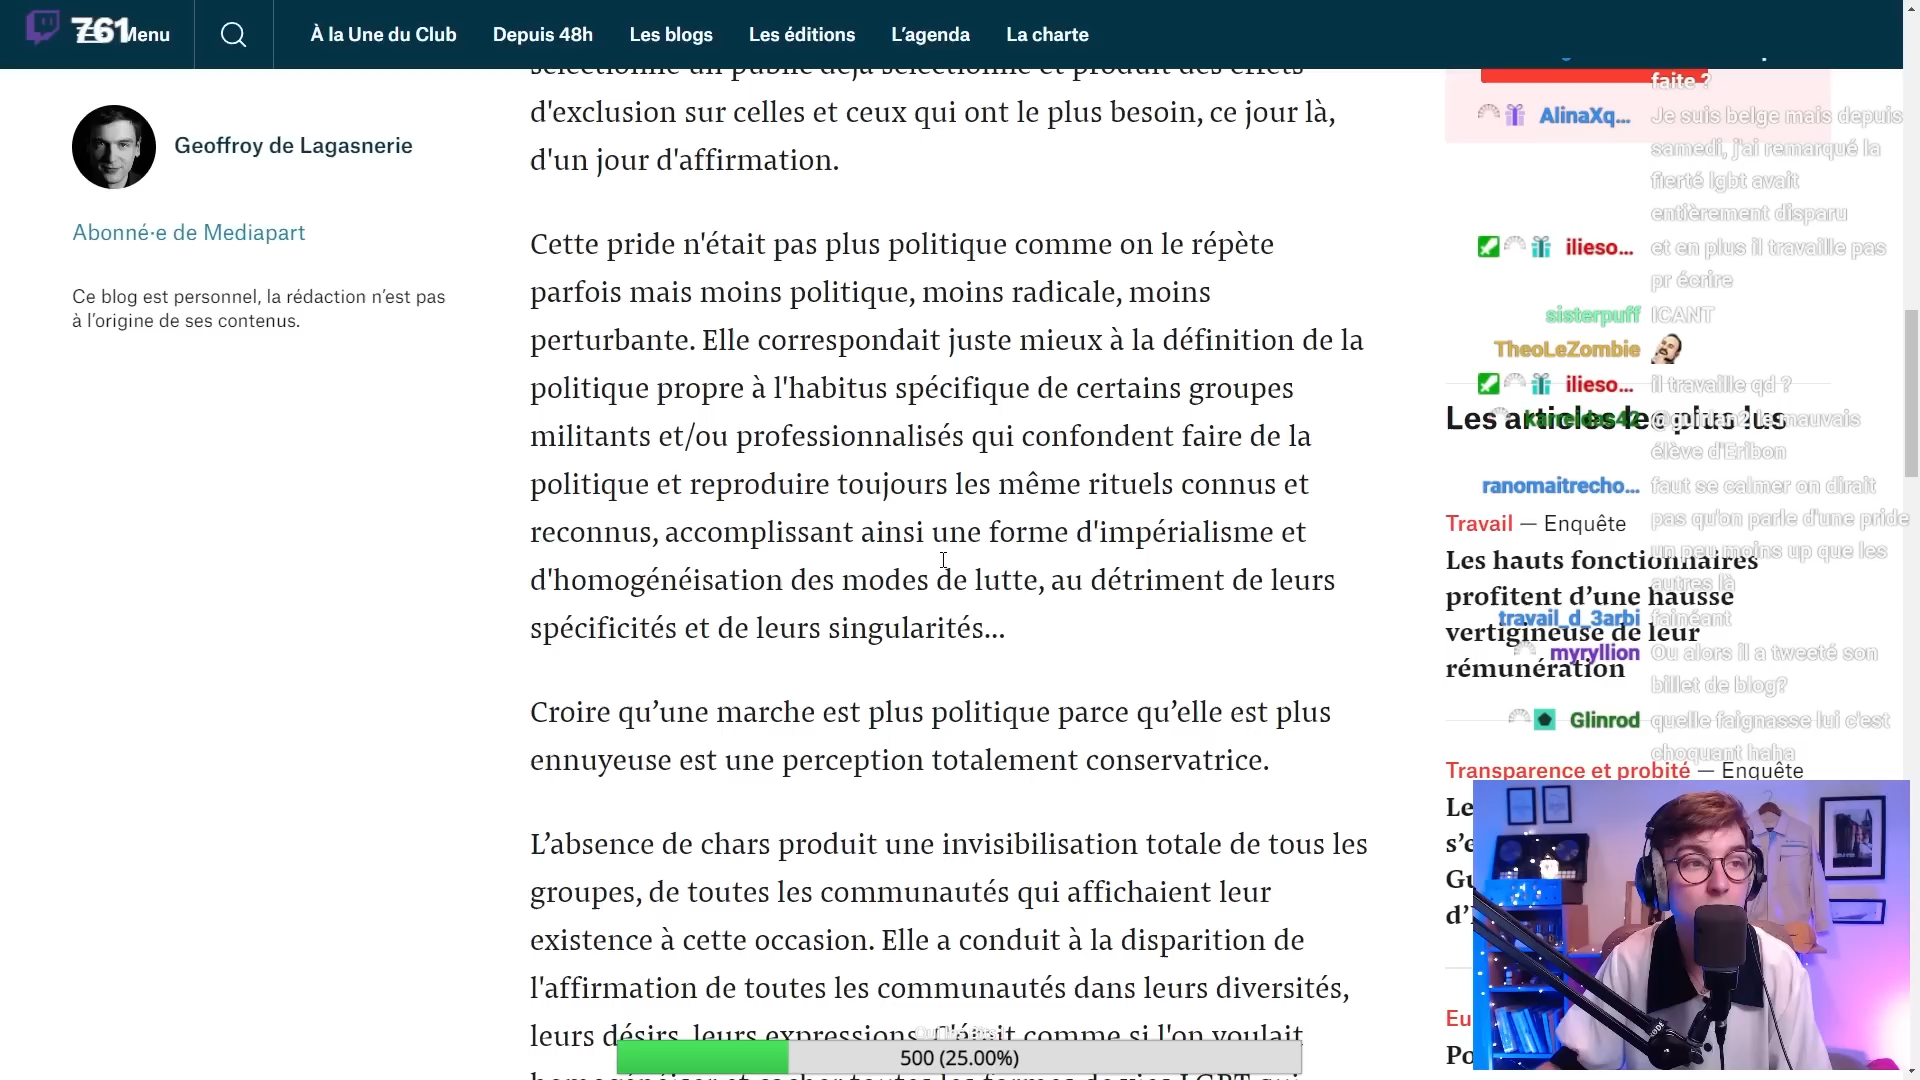 761
Menu
À la Une du Club
Depuis 48h
Les blogs
Les éditions
L'agenda
La charte
Geoffroy de Lagasnerie
Abonné·e de Mediapart
Ce blog est personnel, la rédaction n'est pas
à l'origine de ses contenus.
sélectionne un public déjà sélectionné et produit des effets
d'exclusion sur celles et ceux qui ont le plus besoin, ce jour là,
d'un jour d'affirmation.
Cette pride n'était pas plus politique comme on le répète
parfois mais moins politique, moins radicale, moins
perturbante. Elle correspondait juste mieux à la définition de la
politique propre à l'habitus spécifique de certains groupes
militants et/ou professionnalisés qui confondent faire de la
politique et reproduire toujours les même rituels connus et
reconnus, accomplissant ainsi une forme d'impérialisme et
d'homogénéisation des modes de lutte, au détriment de leurs
spécificités et de leurs singularités...
Croire qu’une marche est plus politique parce qu’elle est plus
ennuyeuse est une perception totalement conservatrice.
L’absence de chars produit une invisibilisation totale de tous les
groupes, de toutes les communautés qui affichaient leur
existence à cette occasion. Elle a conduit à la disparition de
l'affirmation de toutes les communautés dans leurs diversités,
leurs désirs, leurs expressions. C'était comme si l'on voulait
500 (25.00%)
faite ?
AlinaXq... Je suis belge mais depuis
samedi, j'ai remarqué la
fierté lgbt avait
entièrement disparu
ilieso... et en plus il travaille pas
pr écrire
sisterpuff ICANT
TheoLeZombie
ilieso... il travaille qd ?
karreidas42 le mauvais
élève d'Eribon
ranomaitrecho... faut se calmer on dirait
pas qu'on parle d'une pride
un peu moins up que les
autres là
travail_d_3arbi fainéant
myryllion Ou alors il a tweeté son
billet de blog?
Glinrod quelle faignasse lui c'est
choquant haha
Les articles les plus lus
Travail — Enquête
Les hauts fonctionnaires
profitent d’une hausse
vertigineuse de leur
rémunération
Transparence et probité — Enquête
Le
s'e
Gu
d'
Eu
Po